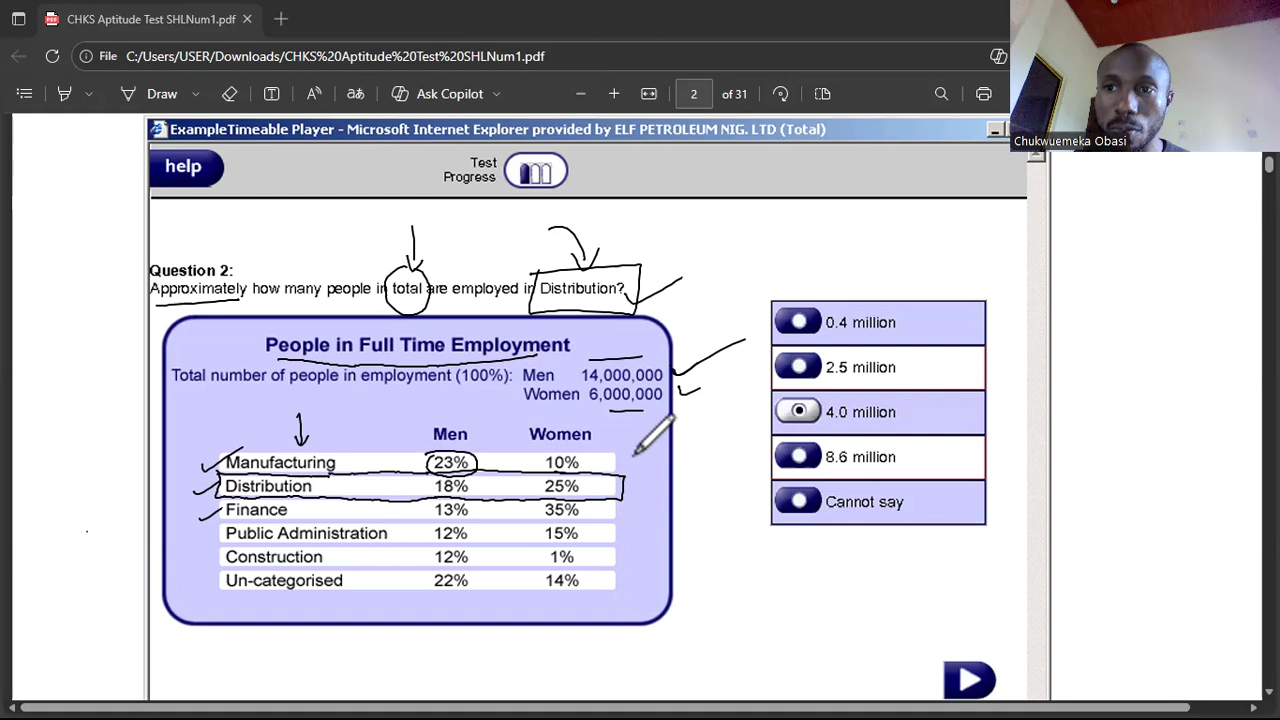 CHKS Aptitude Test SHLNum1.pdf
File C:/Users/USER/Downloads/CHKS%20Aptitude%20Test%20SHLNum1.pdf
Draw
Ask Copilot
2 of 31
Chukwuemeka Obasi
ExampleTimeable Player - Microsoft Internet Explorer provided by ELF PETROLEUM NIG. LTD (Total)
help
Test
Progress
Question 2:
Approximately how many people in total are employed in Distribution?
People in Full Time Employment
Total number of people in employment (100%): Men 14,000,000
Women 6,000,000
Men Women
Manufacturing 23% 10%
Distribution 18% 25%
Finance 13% 35%
Public Administration 12% 15%
Construction 12% 1%
Un-categorised 22% 14%
0.4 million
2.5 million
4.0 million
8.6 million
Cannot say